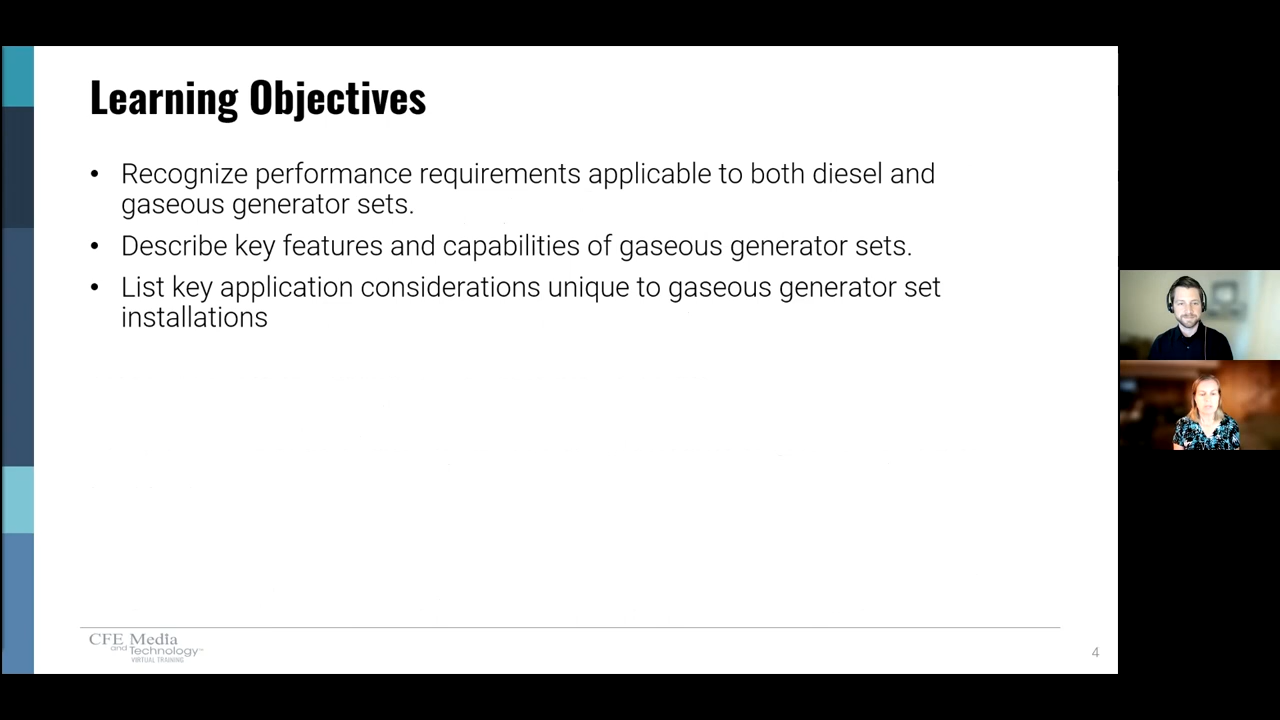 Learning Objectives
• Recognize performance requirements applicable to both diesel and
gaseous generator sets.
• Describe key features and capabilities of gaseous generator sets.
• List key application considerations unique to gaseous generator set
installations
CFE Media
and Technology™
VIRTUAL TRAINING
4